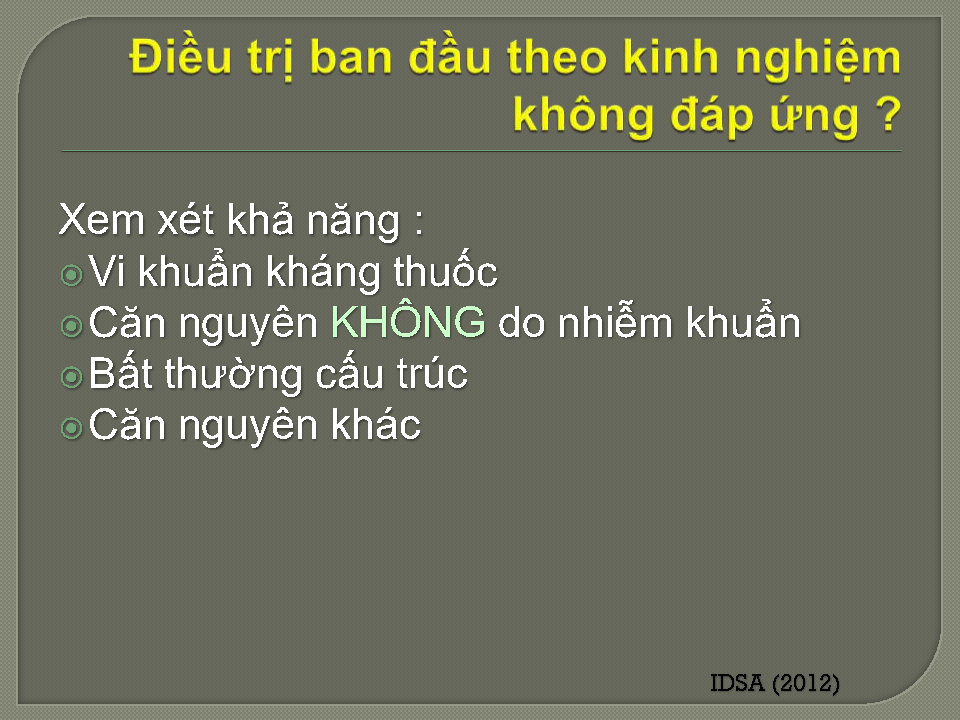 Điều trị ban đầu theo kinh nghiệm
không đáp ứng ?
Xem xét khả năng :
Vi khuẩn kháng thuốc
Căn nguyên KHÔNG do nhiễm khuẩn
Bất thường cấu trúc
Căn nguyên khác
IDSA (2012)